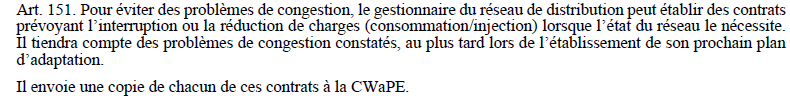 Art. 151. Pour éviter des problèmes de congestion, le gestionnaire du réseau de distribution peut établir des contrats
prévoyant l’interruption ou la réduction de charges (consommation/injection) lorsque l’état du réseau le nécessite.
Il tiendra compte des problèmes de congestion constatés, au plus tard lors de l’établissement de son prochain plan
d’adaptation.
Il envoie une copie de chacun de ces contrats à la CWaPE.